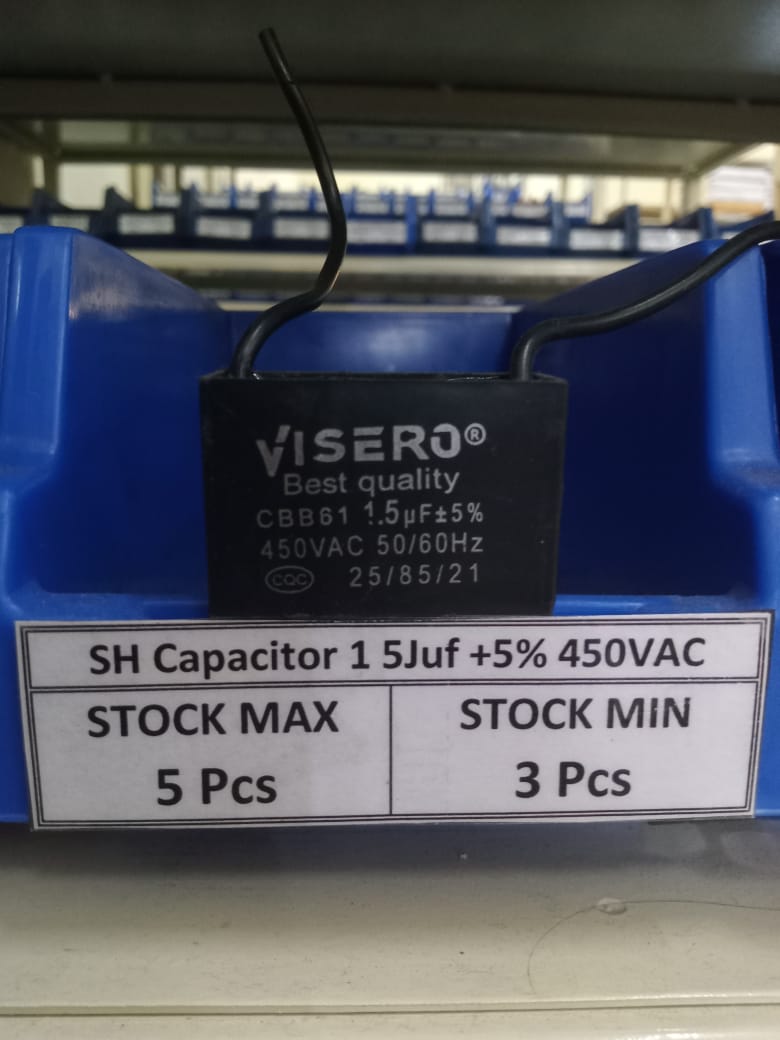 VISERO®
Best quality
CBB61 1.5μF±5%
450VAC 50/60Hz
CQC 25/85/21
SH Capacitor 1 5Juf +5% 450VAC
STOCK MAX
5 Pcs
STOCK MIN
3 Pcs